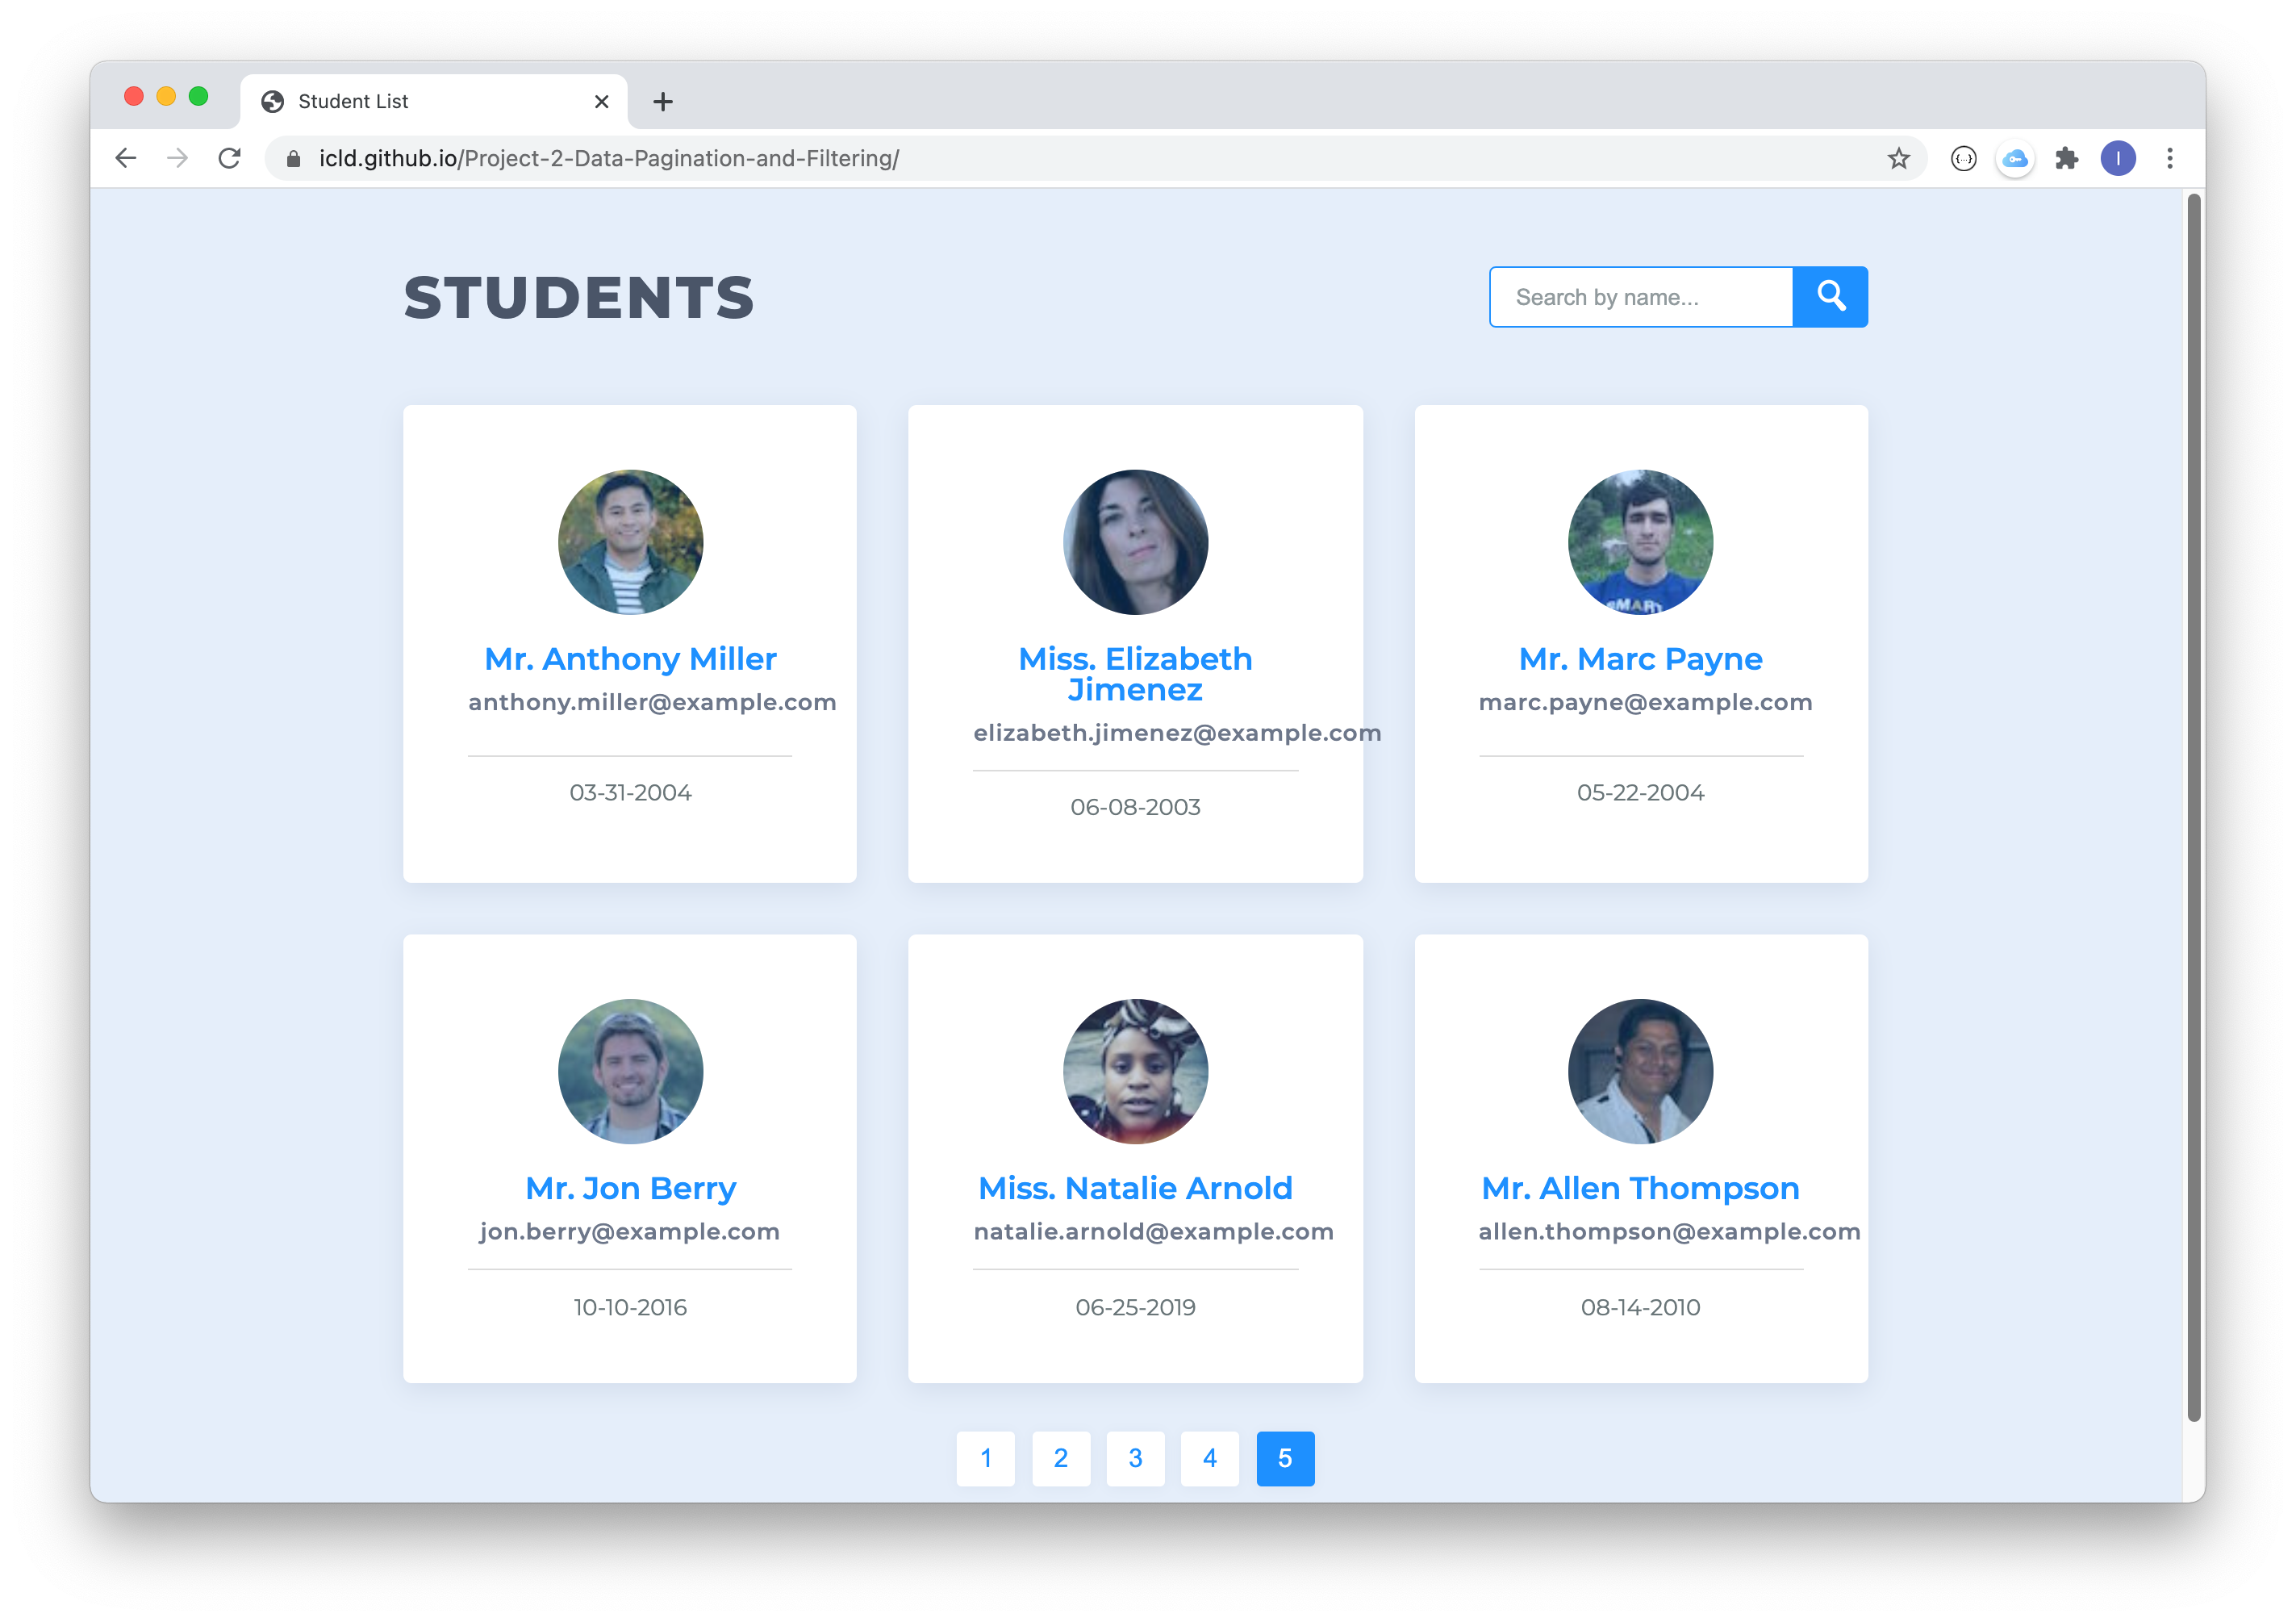 Student List
icld.github.io/Project-2-Data-Pagination-and-Filtering/
{...}
I
STUDENTS
Search by name...
SMART
Mr. Anthony Miller
anthony.miller@example.com
03-31-2004
Miss. Elizabeth
Jimenez
elizabeth.jimenez@example.com
06-08-2003
Mr. Marc Payne
marc.payne@example.com
05-22-2004
Mr. Jon Berry
jon.berry@example.com
10-10-2016
Miss. Natalie Arnold
natalie.arnold@example.com
06-25-2019
Mr. Allen Thompson
allen.thompson@example.com
08-14-2010
1 2 3 4 5